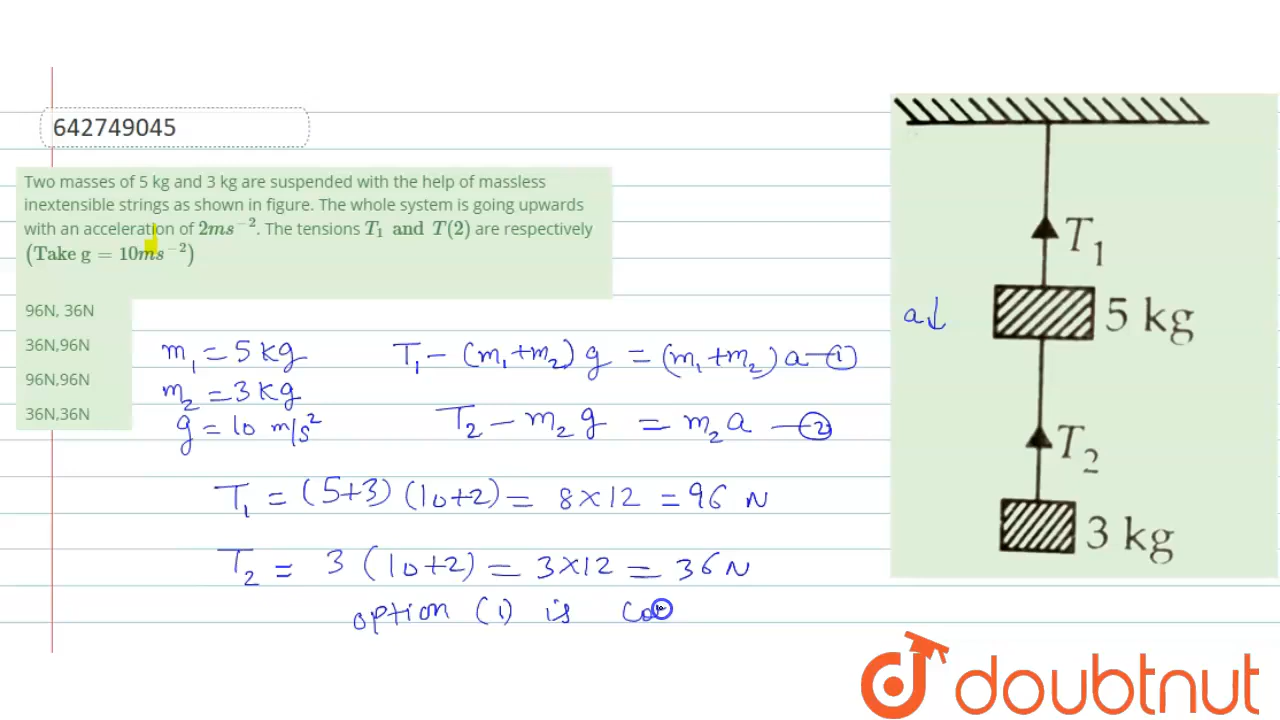 642749045
Two masses of 5 kg and 3 kg are suspended with the help of massless
inextensible strings as shown in figure. The whole system is going upwards
with an acceleration of 2ms⁻². The tensions T₁ and T(2) are respectively
(Take g = 10ms⁻²)
96N, 36N
36N,96N
96N,96N
36N,36N
m₁ = 5 kg
m₂ = 3 kg
g = 10 m/s²
T₁ − (m₁+m₂) g = (m₁+m₂) a —①
T₂ − m₂g = m₂a —②
T₁ = (5+3) (10+2) = 8×12 = 96 N
T₂ = 3 (10+2) = 3×12 = 36 N
option (1) is
a↓
T₁
5 kg
T₂
3 kg
doubtnut